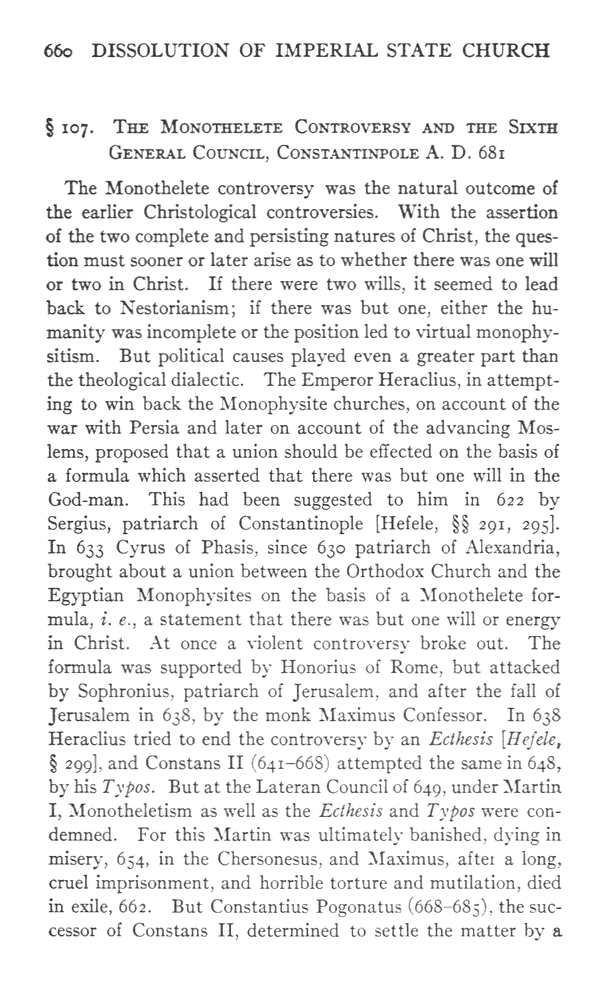 660 DISSOLUTION OF IMPERIAL STATE CHURCH
§ 107. The Monothelete Controversy and the Sixth
General Council, Constantinpole A. D. 681
The Monothelete controversy was the natural outcome of
the earlier Christological controversies. With the assertion
of the two complete and persisting natures of Christ, the ques-
tion must sooner or later arise as to whether there was one will
or two in Christ. If there were two wills, it seemed to lead
back to Nestorianism; if there was but one, either the hu-
manity was incomplete or the position led to virtual monophy-
sitism. But political causes played even a greater part than
the theological dialectic. The Emperor Heraclius, in attempt-
ing to win back the Monophysite churches, on account of the
war with Persia and later on account of the advancing Mos-
lems, proposed that a union should be effected on the basis of
a formula which asserted that there was but one will in the
God-man. This had been suggested to him in 622 by
Sergius, patriarch of Constantinople [Hefele, §§ 291, 295].
In 633 Cyrus of Phasis, since 630 patriarch of Alexandria,
brought about a union between the Orthodox Church and the
Egyptian Monophysites on the basis of a Monothelete for-
mula, i. e., a statement that there was but one will or energy
in Christ. At once a violent controversy broke out. The
formula was supported by Honorius of Rome, but attacked
by Sophronius, patriarch of Jerusalem, and after the fall of
Jerusalem in 638, by the monk Maximus Confessor. In 638
Heraclius tried to end the controversy by an Ecthesis [Hefele,
§ 299], and Constans II (641–668) attempted the same in 648,
by his Typos. But at the Lateran Council of 649, under Martin
I, Monotheletism as well as the Ecthesis and Typos were con-
demned. For this Martin was ultimately banished, dying in
misery, 654, in the Chersonesus, and Maximus, after a long,
cruel imprisonment, and horrible torture and mutilation, died
in exile, 662. But Constantius Pogonatus (668–685), the suc-
cessor of Constans II, determined to settle the matter by a